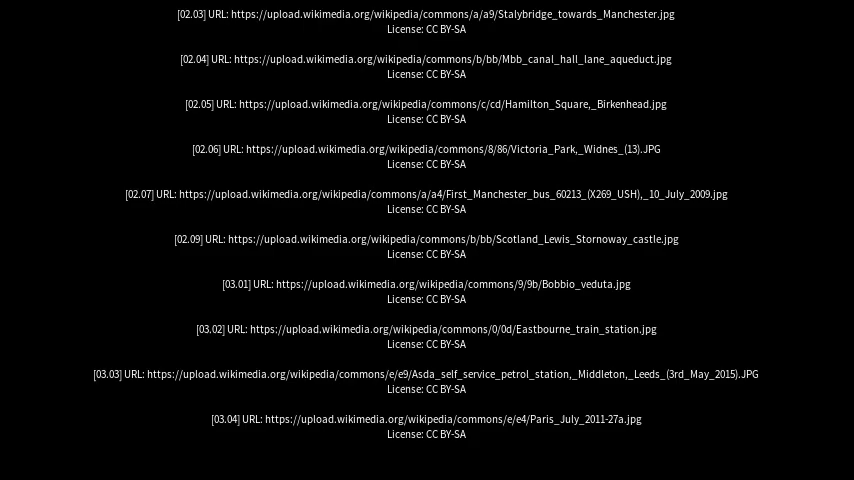 [02.03] URL: https://upload.wikimedia.org/wikipedia/commons/a/a9/Stalybridge_towards_Manchester.jpg
License: CC BY-SA
[02.04] URL: https://upload.wikimedia.org/wikipedia/commons/b/bb/Mbb_canal_hall_lane_aqueduct.jpg
License: CC BY-SA
[02.05] URL: https://upload.wikimedia.org/wikipedia/commons/c/cd/Hamilton_Square,_Birkenhead.jpg
License: CC BY-SA
[02.06] URL: https://upload.wikimedia.org/wikipedia/commons/8/86/Victoria_Park,_Widnes_(13).JPG
License: CC BY-SA
[02.07] URL: https://upload.wikimedia.org/wikipedia/commons/a/a4/First_Manchester_bus_60213_(X269_USH),_10_July_2009.jpg
License: CC BY-SA
[02.09] URL: https://upload.wikimedia.org/wikipedia/commons/b/bb/Scotland_Lewis_Stornoway_castle.jpg
License: CC BY-SA
[03.01] URL: https://upload.wikimedia.org/wikipedia/commons/9/9b/Bobbio_veduta.jpg
License: CC BY-SA
[03.02] URL: https://upload.wikimedia.org/wikipedia/commons/0/0d/Eastbourne_train_station.jpg
License: CC BY-SA
[03.03] URL: https://upload.wikimedia.org/wikipedia/commons/e/e9/Asda_self_service_petrol_station,_Middleton,_Leeds_(3rd_May_2015).JPG
License: CC BY-SA
[03.04] URL: https://upload.wikimedia.org/wikipedia/commons/e/e4/Paris_July_2011-27a.jpg
License: CC BY-SA